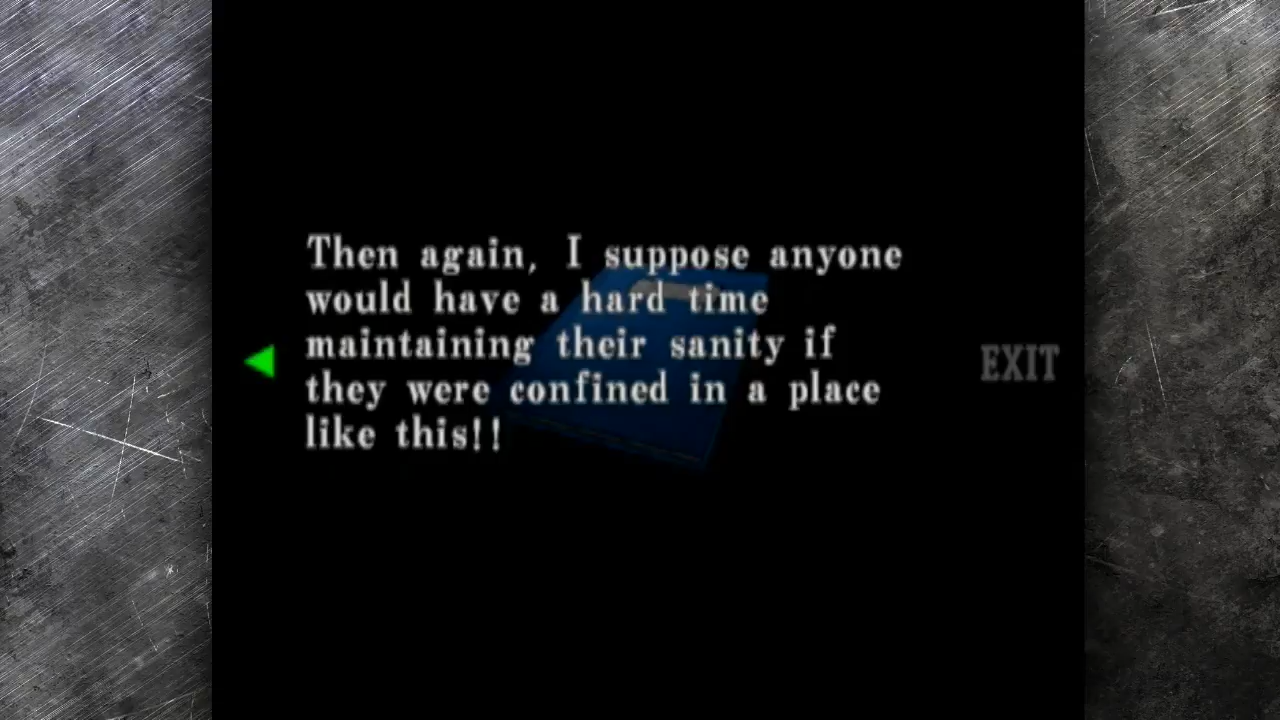 Then again, I suppose anyone
would have a hard time
maintaining their sanity if
they were confined in a place
like this!!
EXIT